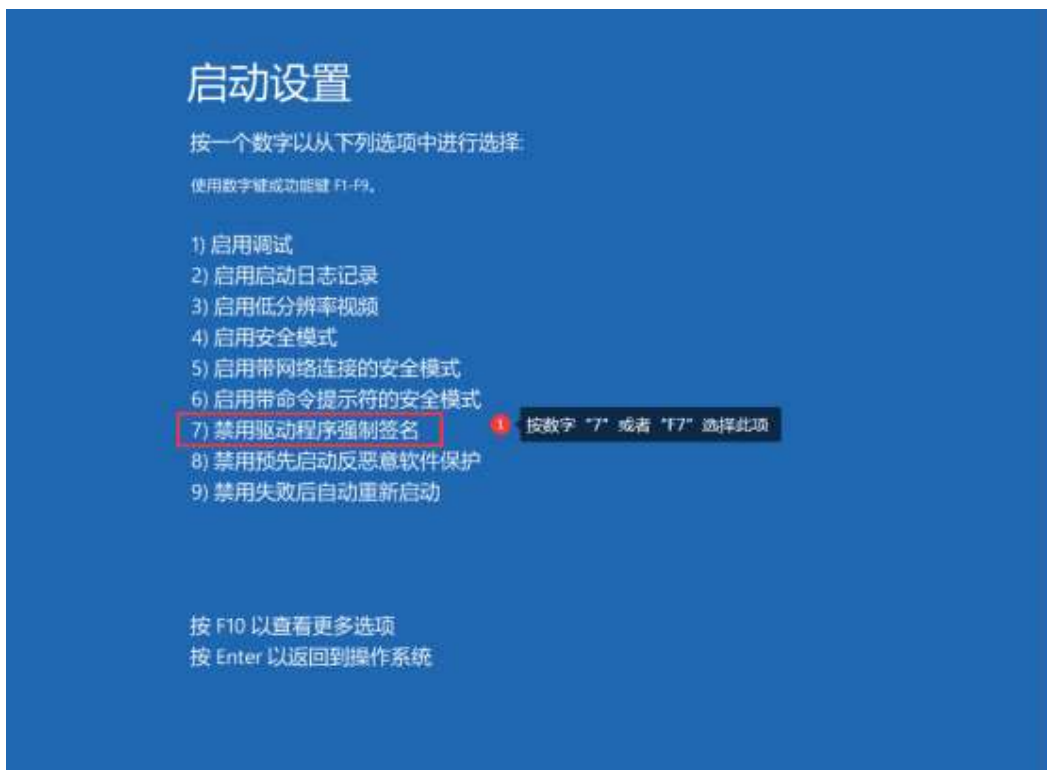 启动设置
按一个数字以从下列选项中进行选择:
使用数字键或功能键 F1-F9。
1) 启用调试
2) 启用启动日志记录
3) 启用低分辨率视频
4) 启用安全模式
5) 启用带网络连接的安全模式
6) 启用带命令提示符的安全模式
7) 禁用驱动程序强制签名
1 按数字 "7" 或者 "F7" 选择此项
8) 禁用预先启动反恶意软件保护
9) 禁用失败后自动重新启动
按 F10 以查看更多选项
按 Enter 以返回到操作系统